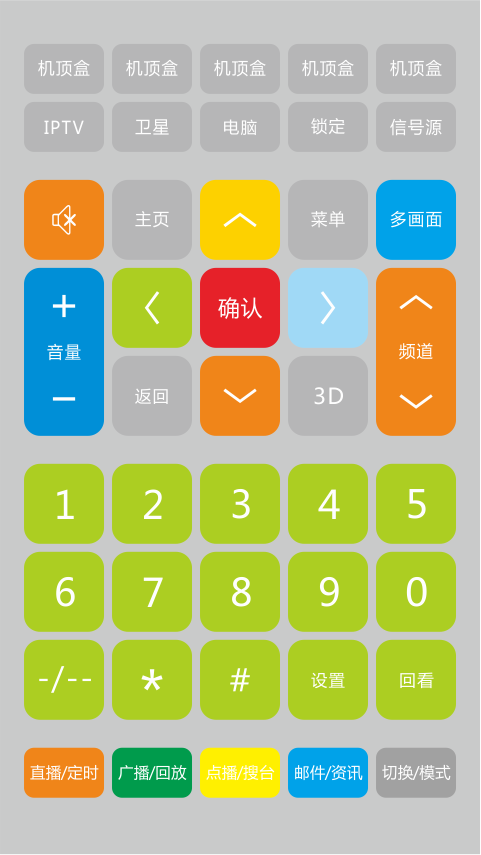 机顶盒 机顶盒 机顶盒 机顶盒 机顶盒
IPTV 卫星 电脑 锁定 信号源
主页 菜单 多画面
+ 确认
音量 频道
− 返回 3D
1 2 3 4 5
6 7 8 9 0
-/-- * # 设置 回看
直播/定时 广播/回放 点播/搜台 邮件/资讯 切换/模式